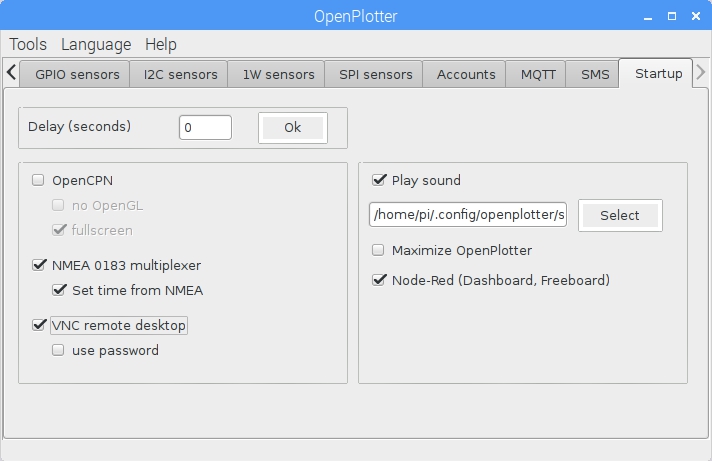 OpenPlotter
Tools Language Help
GPIO sensors I2C sensors 1W sensors SPI sensors Accounts MQTT SMS Startup
Delay (seconds) 0 Ok
OpenCPN
no OpenGL
fullscreen
NMEA 0183 multiplexer
Set time from NMEA
VNC remote desktop
use password
Play sound
/home/pi/.config/openplotter/s Select
Maximize OpenPlotter
Node-Red (Dashboard, Freeboard)